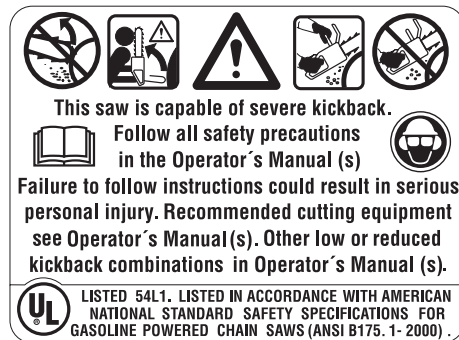 This saw is capable of severe kickback.
Follow all safety precautions
in the Operator´s Manual (s)
Failure to follow instructions could result in serious
personal injury. Recommended cutting equipment
see Operator´s Manual (s). Other low or reduced
kickback combinations in Operator´s Manual (s).
UL ® LISTED 54L1. LISTED IN ACCORDANCE WITH AMERICAN
NATIONAL STANDARD SAFETY SPECIFICATIONS FOR
GASOLINE POWERED CHAIN SAWS (ANSI B175. 1- 2000) .